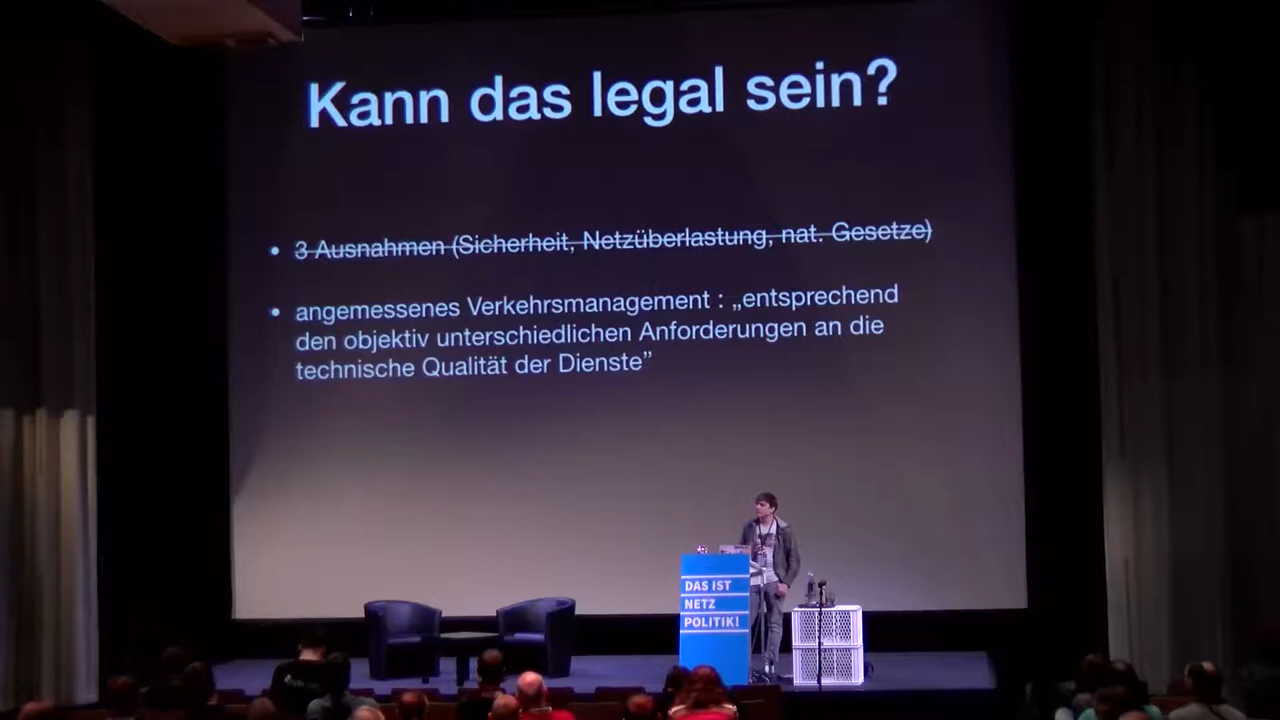 Kann das legal sein?
• 3 Ausnahmen (Sicherheit, Netzüberlastung, nat. Gesetze)
• angemessenes Verkehrsmanagement : „entsprechend
den objektiv unterschiedlichen Anforderungen an die
technische Qualität der Dienste”
DAS IST
NETZ
POLITIK!